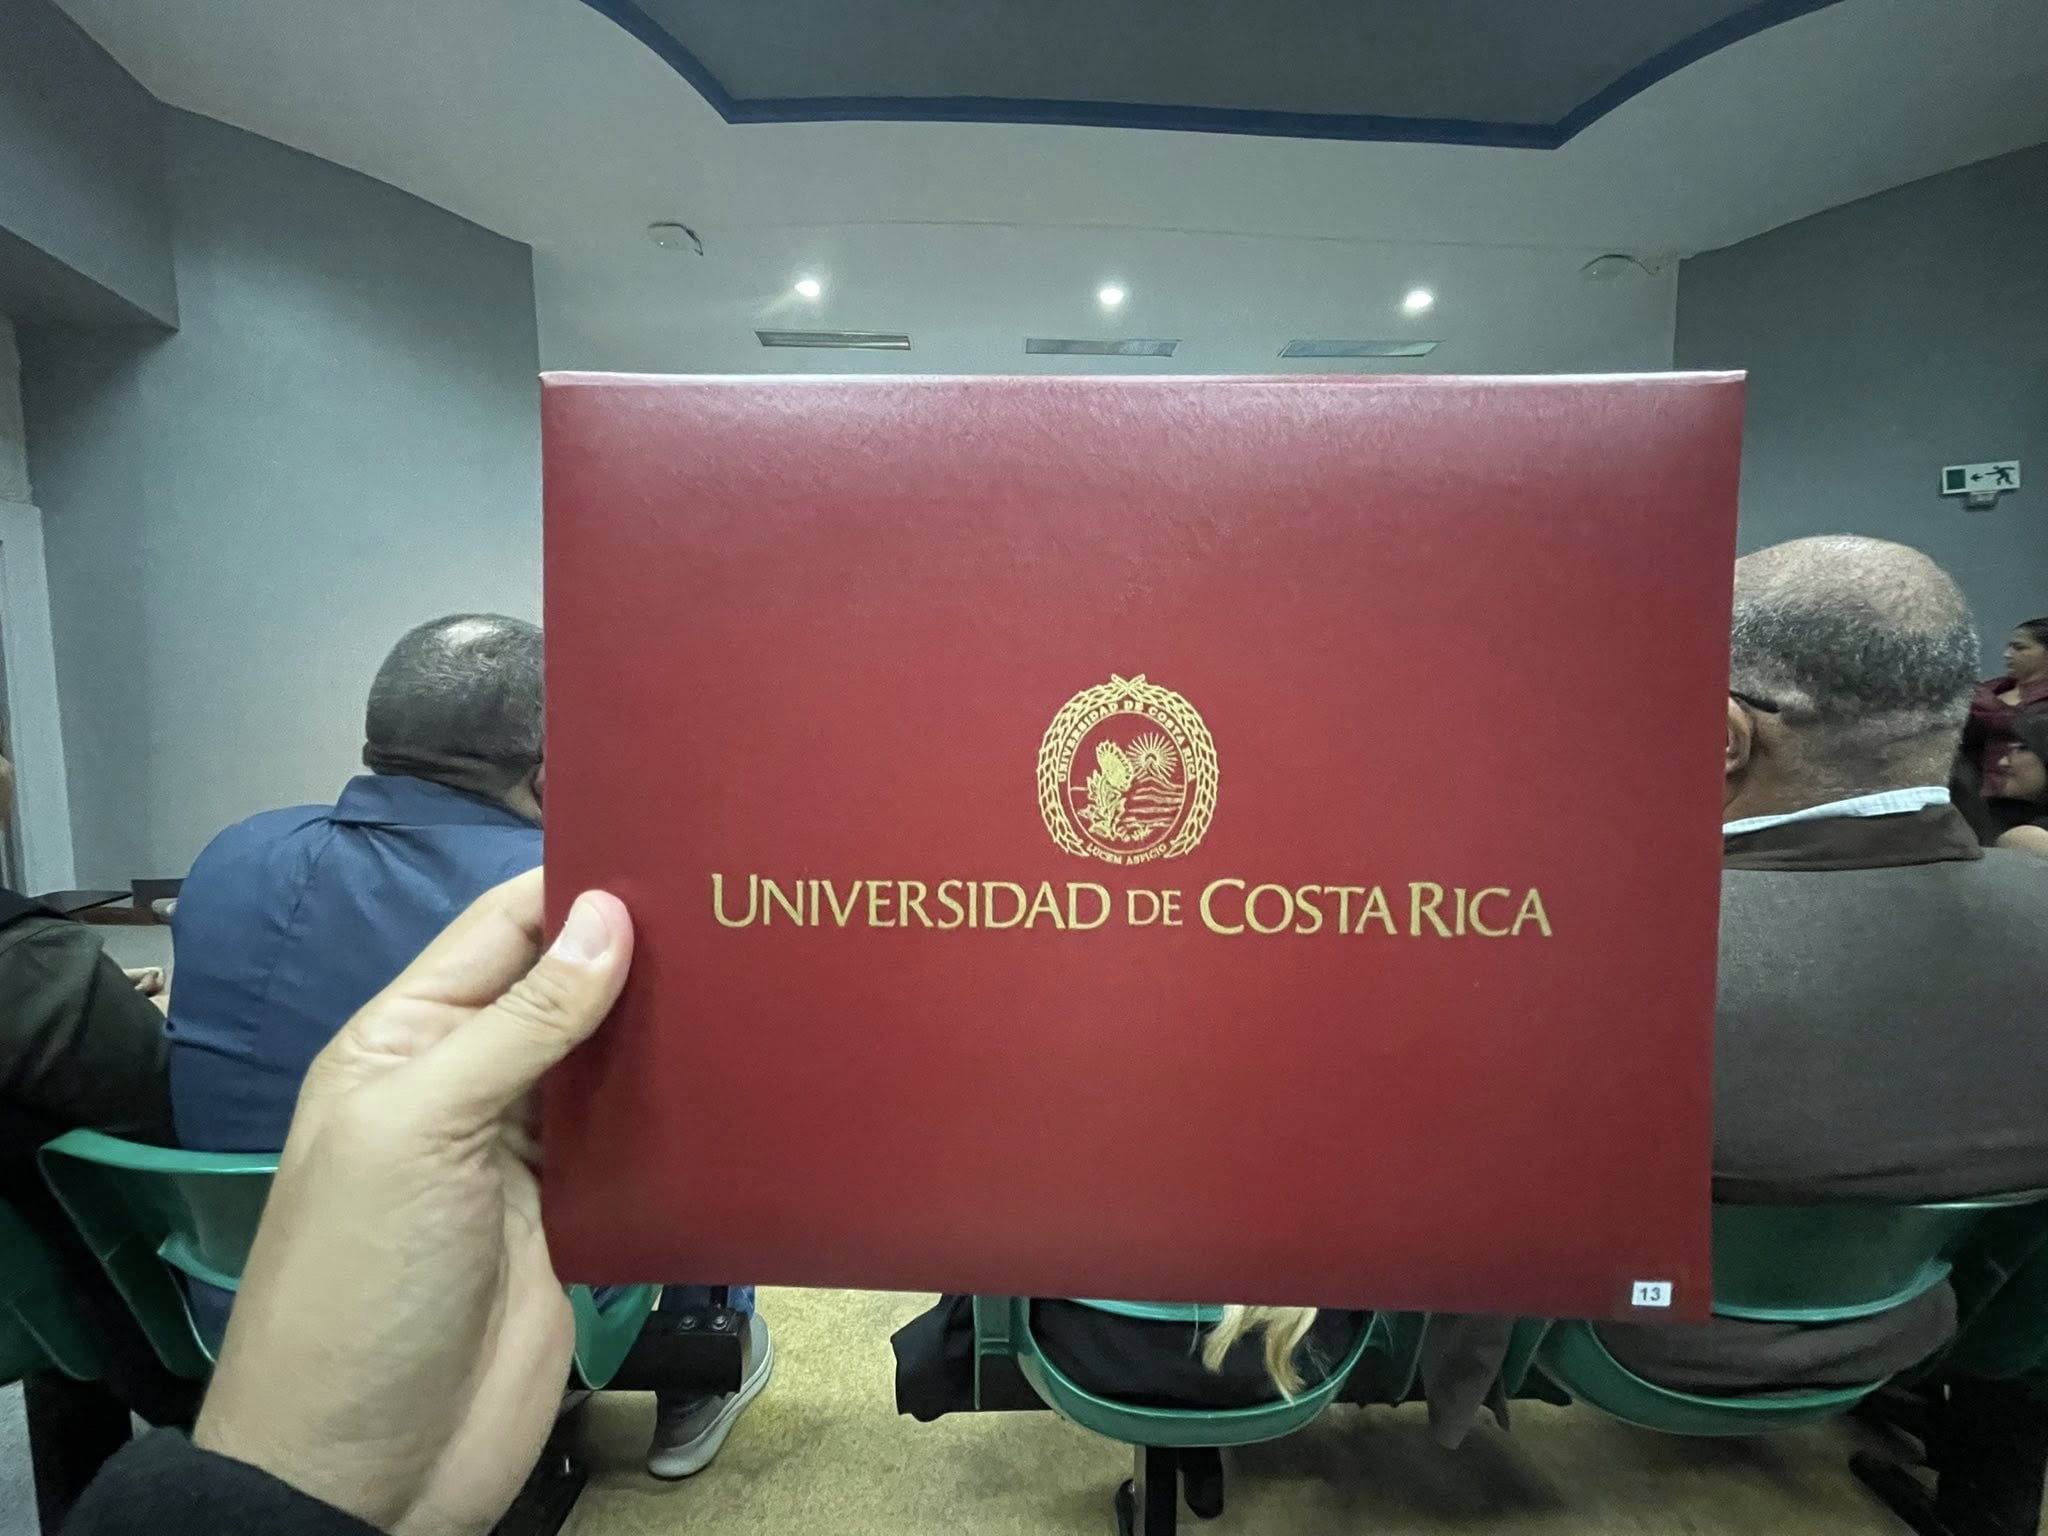 UNIVERSIDAD DE COSTA RICA
LUCEM ASPICIO
UNIVERSIDAD DE COSTA RICA
13